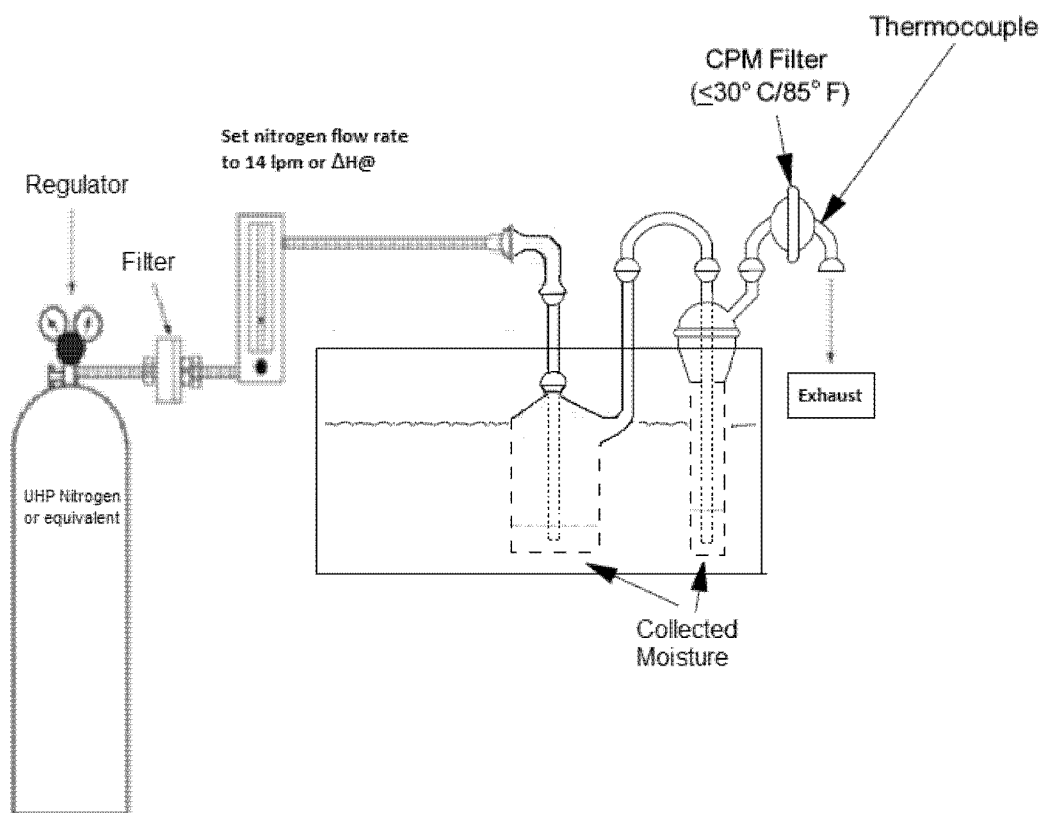 Thermocouple
CPM Filter
(≤30° C/85° F)
Set nitrogen flow rate
to 14 lpm or ΔH@
Regulator
Filter
Exhaust
UHP Nitrogen
or equivalent
Collected
Moisture